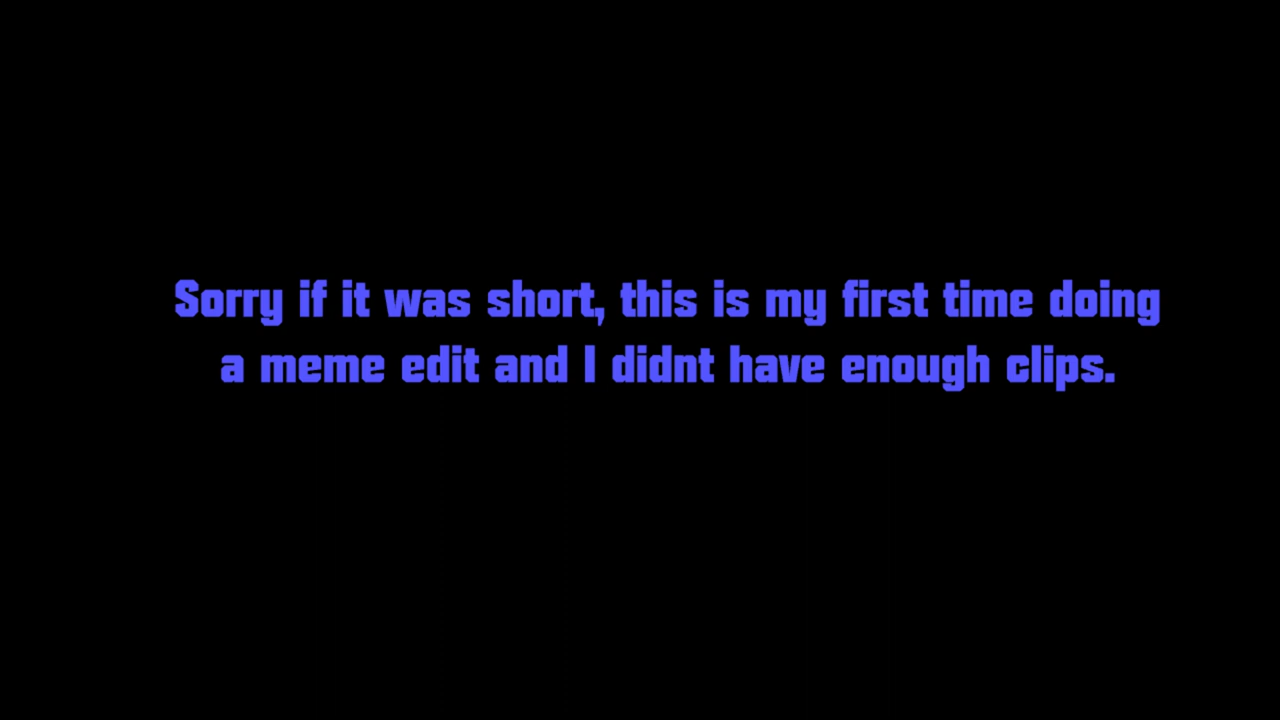 Sorry if it was short, this is my first time doing
a meme edit and I didnt have enough clips.